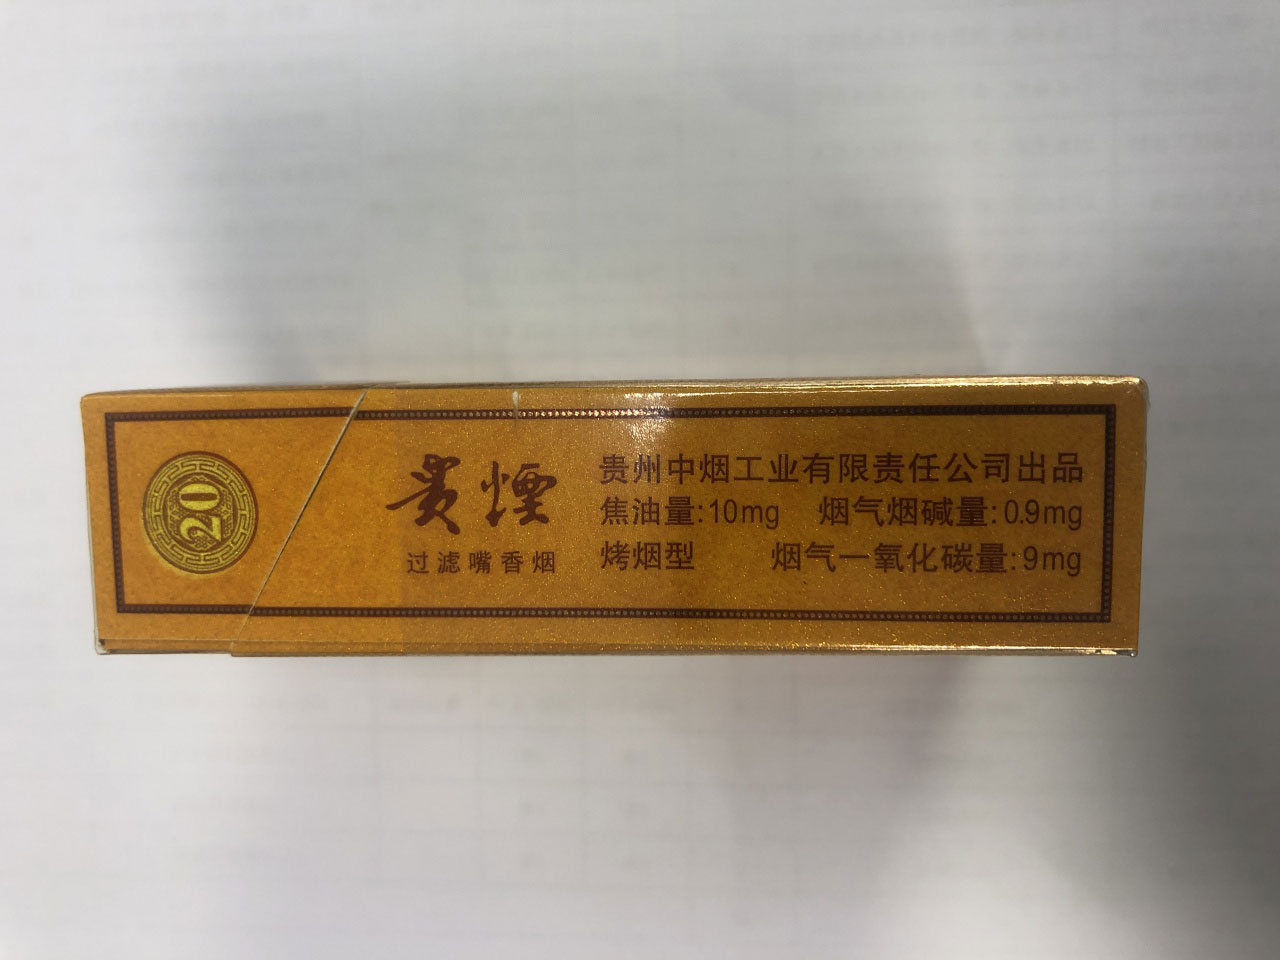 20
貴煙
过滤嘴香烟
贵州中烟工业有限责任公司出品
焦油量:10mg 烟气烟碱量:0.9mg
烤烟型 烟气一氧化碳量:9mg